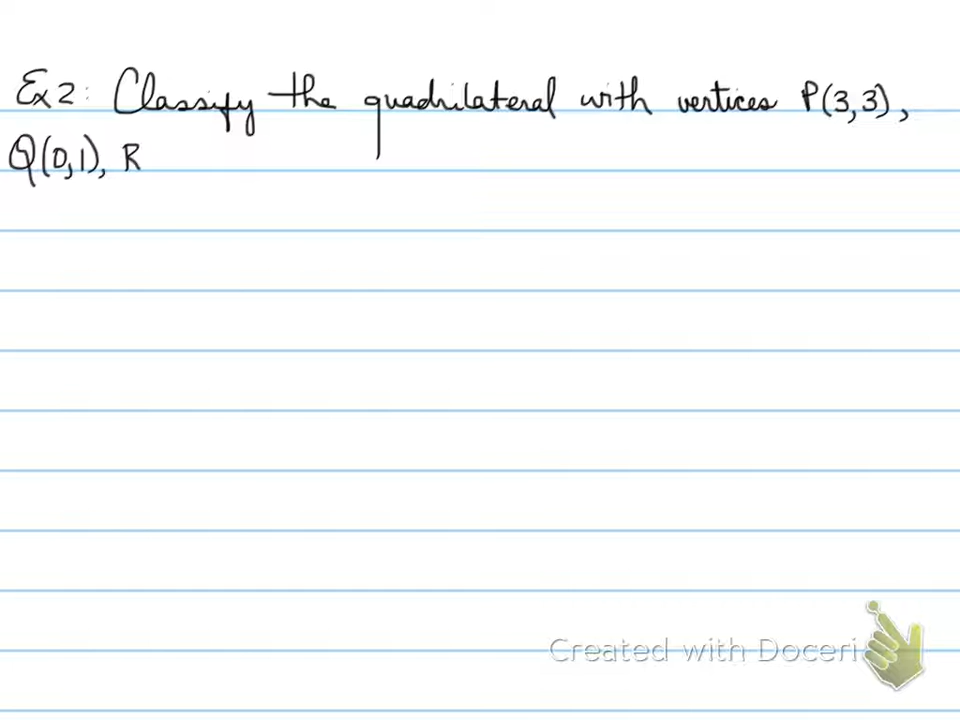 Ex 2: Classify the quadrilateral with vertices P(3,3),
Q(0,1), R
Created with Doceri